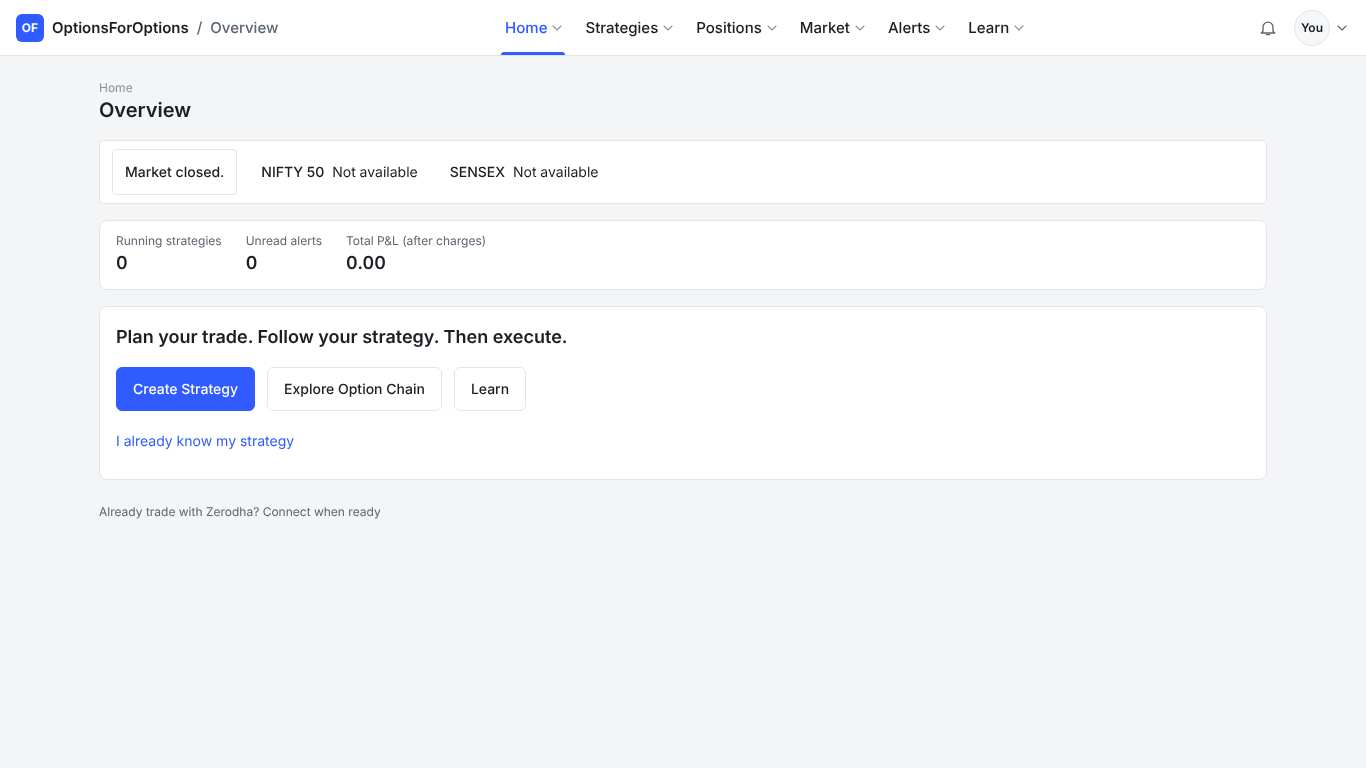 OF OptionsForOptions / Overview Home Strategies Positions Market Alerts Learn You
Home
Overview
Market closed. NIFTY 50 Not available SENSEX Not available
Running strategies Unread alerts Total P&L (after charges)
0 0 0.00
Plan your trade. Follow your strategy. Then execute.
Create Strategy Explore Option Chain Learn
I already know my strategy
Already trade with Zerodha? Connect when ready